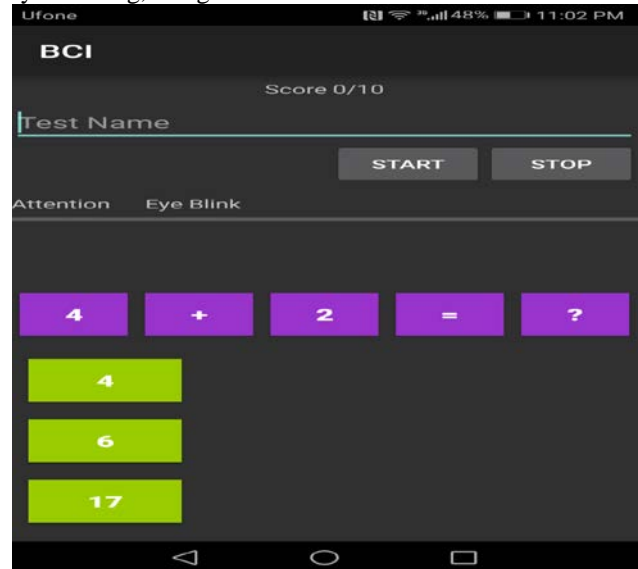 Ufone 48% 11:02 PM
BCI
Score 0/10
Test Name
START STOP
Attention Eye Blink
4 + 2 = ?
4
6
17